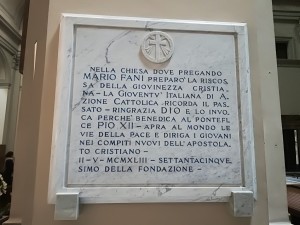 NELLA CHIESA DOVE PREGANDO
MARIO FANI PREPARÒ LA RISCOS-
SA DELLA GIOVINEZZA CRISTIA-
NA – LA GIOVENTÙ ITALIANA DI A-
ZIONE CATTOLICA – RICORDA IL PAS-
SATO – RINGRAZIA DIO E LO INVO-
CA PERCHÈ BENEDICA AL PONTEFI-
CE PIO XII – APRA AL MONDO LE
VIE DELLA PACE E DIRIGA I GIOVANI
NEI COMPITI NUOVI DELL'APOSTOLA-
TO CRISTIANO –
II – V – MCMXLIII – SETTANTACINQUE-
SIMO DELLA FONDAZIONE –